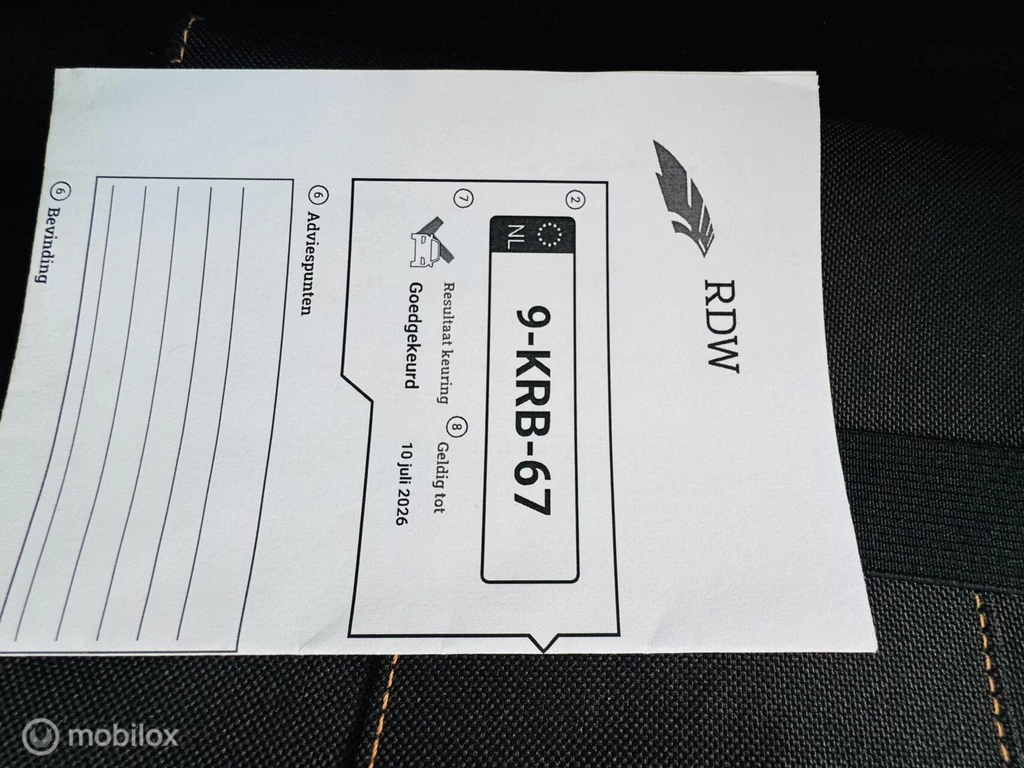 RDW
2
NL
9-KRB-67
7 Resultaat keuring
Goedgekeurd
8 Geldig tot
10 juli 2026
6 Adviespunten
6 Bevinding
mobilox